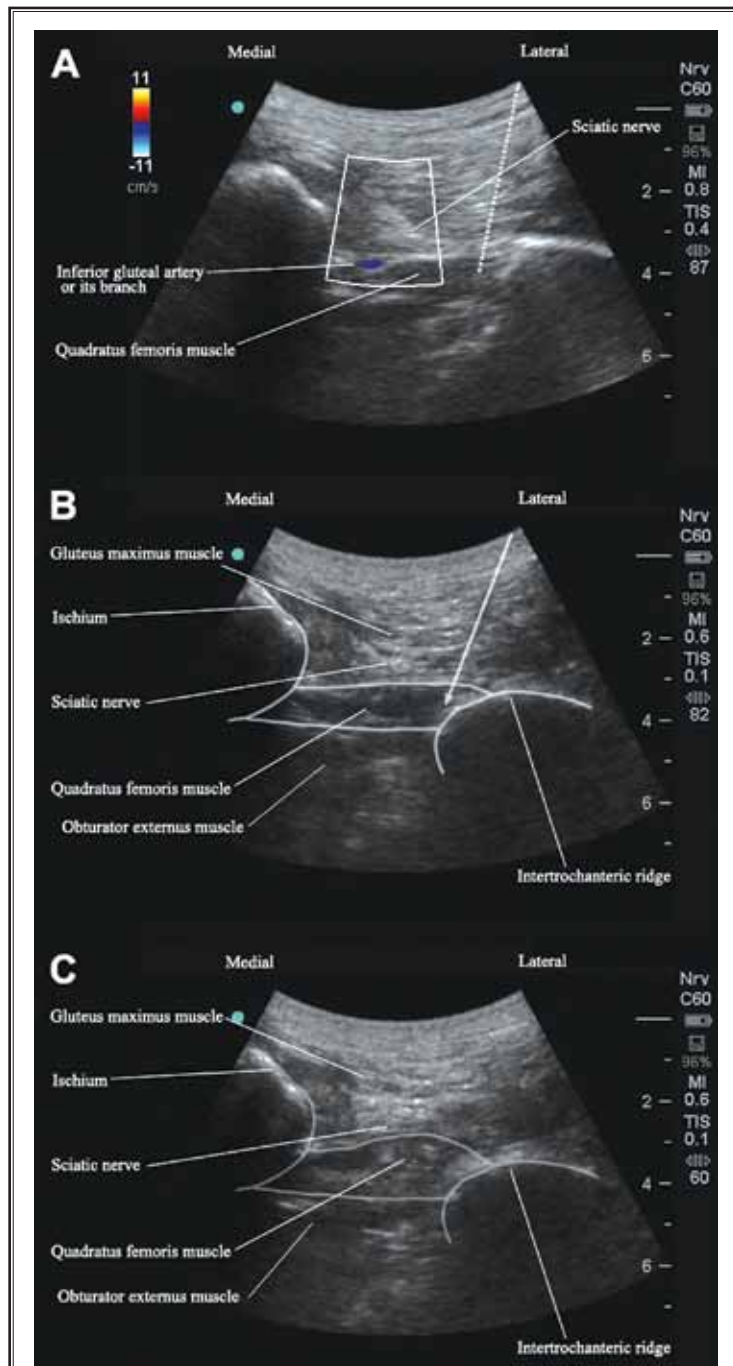 A
Medial
Lateral
11
-11
cm/s
Nrv
C60
96%
MI
0.8
TIS
0.4
87
2
4
6
Sciatic nerve
Inferior gluteal artery
or its branch
Quadratus femoris muscle
B
Medial
Lateral
Nrv
C60
96%
MI
0.6
TIS
0.1
82
2
4
6
Gluteus maximus muscle
Ischium
Sciatic nerve
Quadratus femoris muscle
Obturator externus muscle
Intertrochanteric ridge
C
Medial
Lateral
Nrv
C60
96%
MI
0.6
TIS
0.1
60
2
4
6
Gluteus maximus muscle
Ischium
Sciatic nerve
Quadratus femoris muscle
Obturator externus muscle
Intertrochanteric ridge